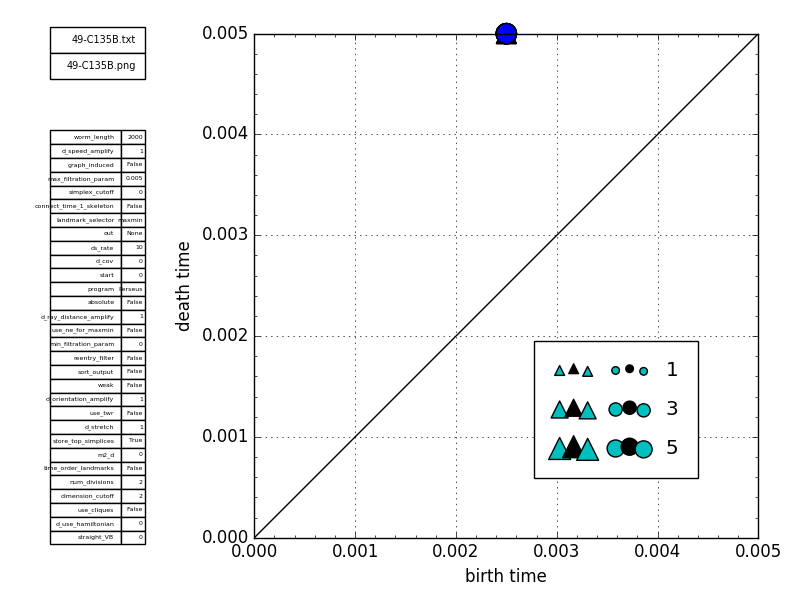 49-C135B.txt
49-C135B.png
worm_length 2000
d_speed_amplify 1
graph_induced False
max_filtration_param 0.005
simplex_cutoff 0
connect_time_1_skeleton False
landmark_selector maxmin
out None
ds_rate 10
d_cov 0
start 0
program Perseus
absolute False
d_ray_distance_amplify 1
use_ne_for_maxmin False
min_filtration_param 0
reentry_filter False
sort_output False
weak False
d_orientation_amplify 1
use_twr False
d_stretch 1
store_top_simplices True
m2_d 0
time_order_landmarks False
num_divisions 2
dimension_cutoff 2
use_cliques False
d_use_hamiltonian 0
straight_VB 0
death time
0.005
0.004
0.003
0.002
0.001
0.000
1
3
5
0.000 0.001 0.002 0.003 0.004 0.005
birth time